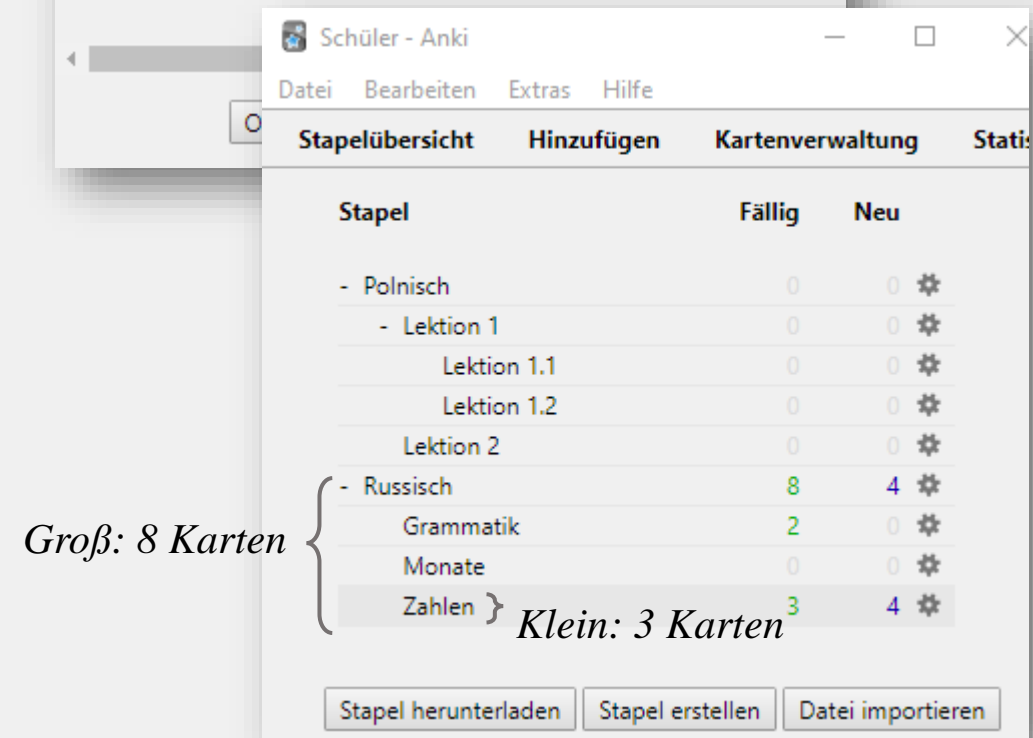 Schüler - Anki
Datei Bearbeiten Extras Hilfe
Stapelübersicht Hinzufügen Kartenverwaltung
Stapel Fällig Neu
- Polnisch 0 0
- Lektion 1 0 0
Lektion 1.1 0 0
Lektion 1.2 0 0
Lektion 2 0 0
- Russisch 8 4
Grammatik 2 0
Monate 0 0
Zahlen 3 4
Groß: 8 Karten
Klein: 3 Karten
Stapel herunterladen Stapel erstellen Datei importieren